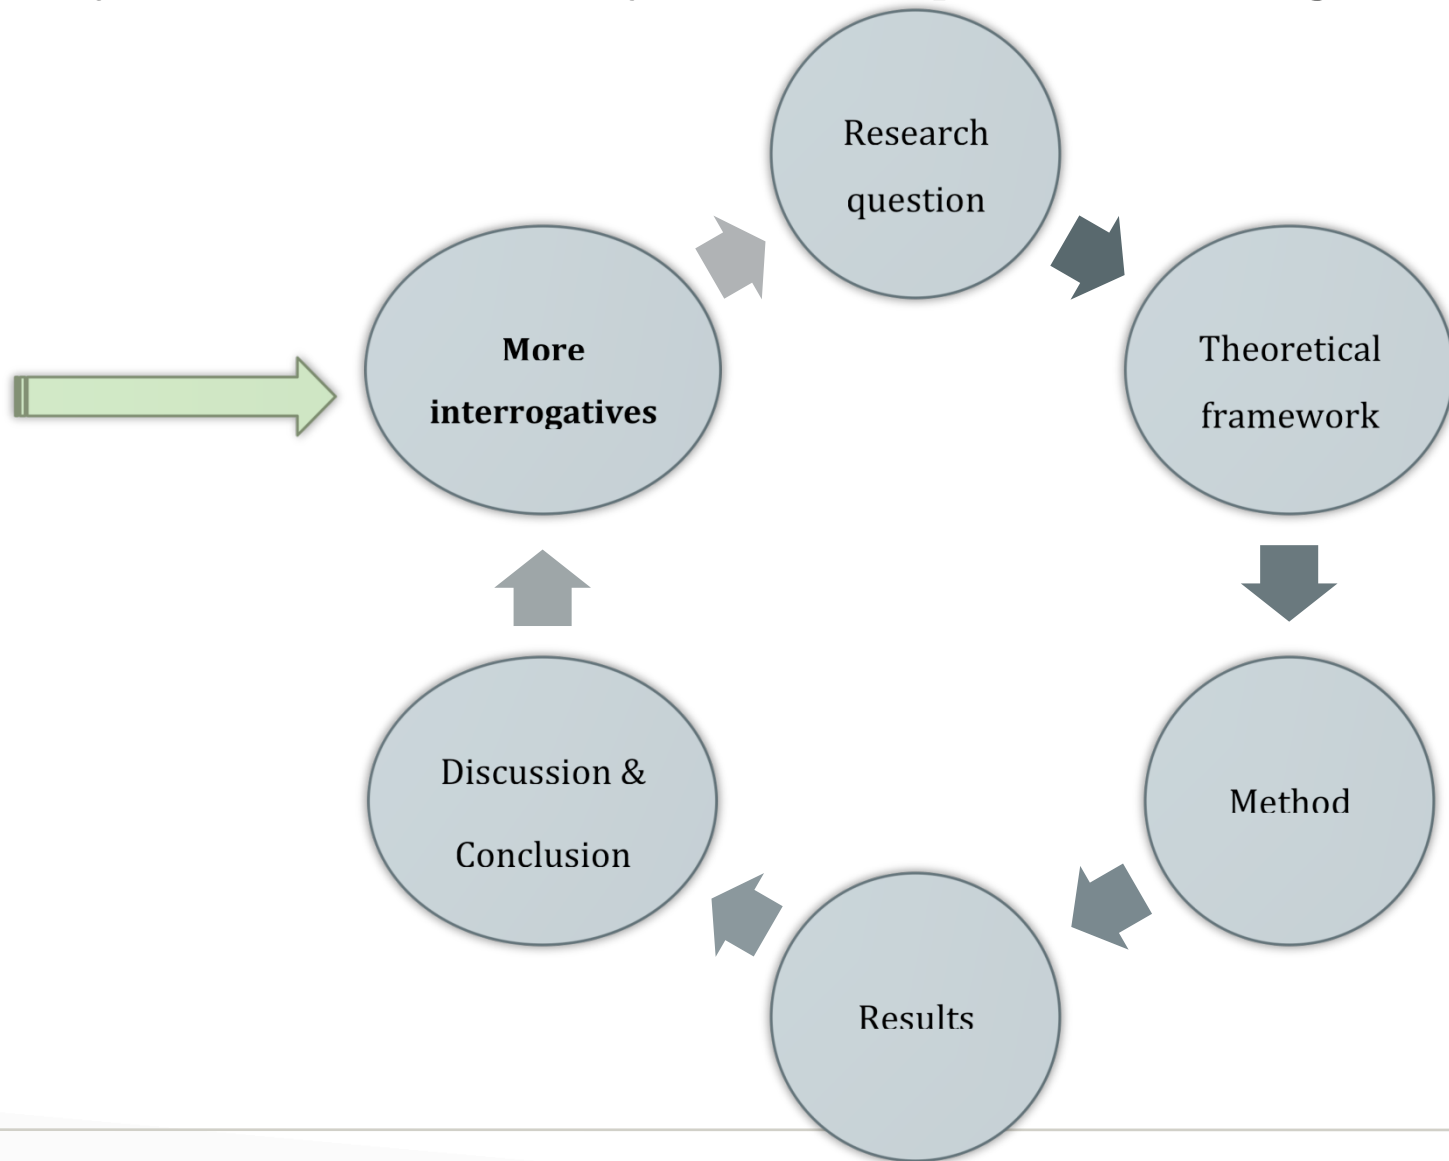 Research
question
Theoretical
framework
Method
Results
Discussion &
Conclusion
More
interrogatives